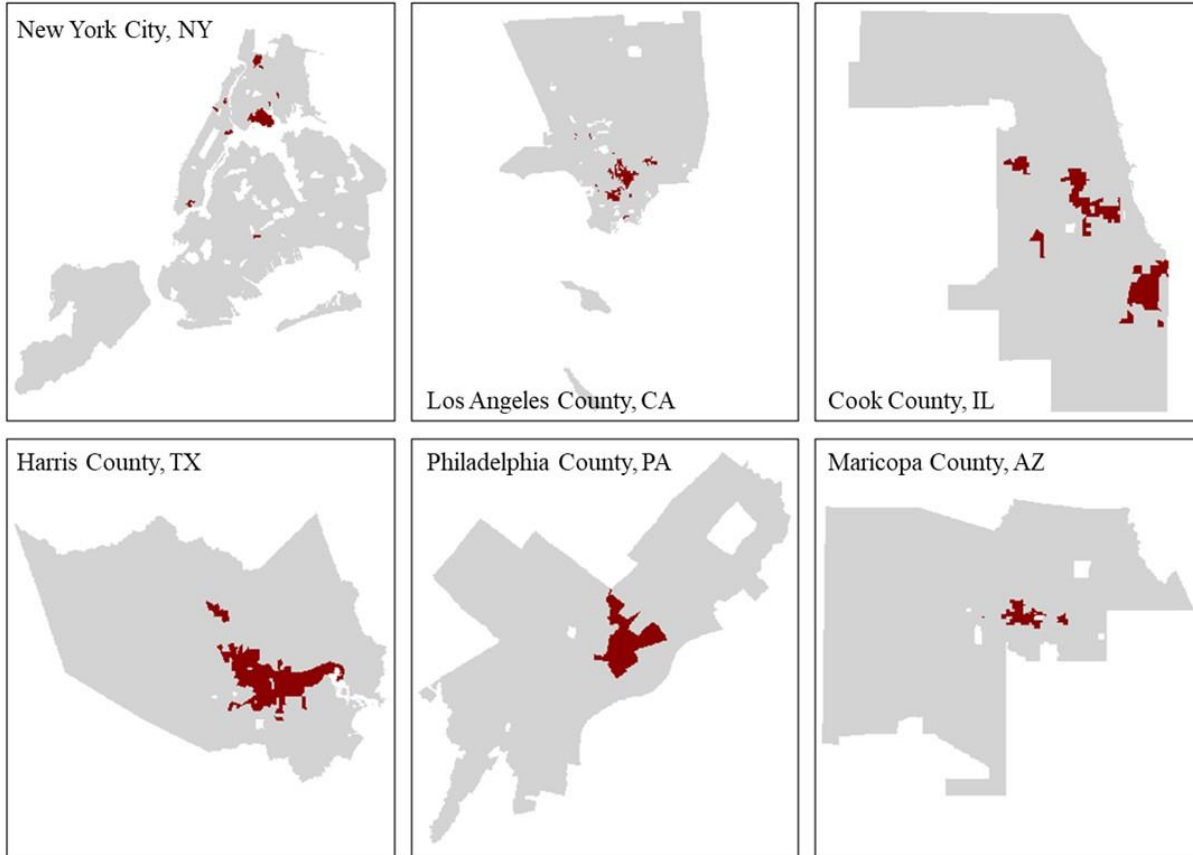 New York City, NY
Los Angeles County, CA
Cook County, IL
Harris County, TX
Philadelphia County, PA
Maricopa County, AZ